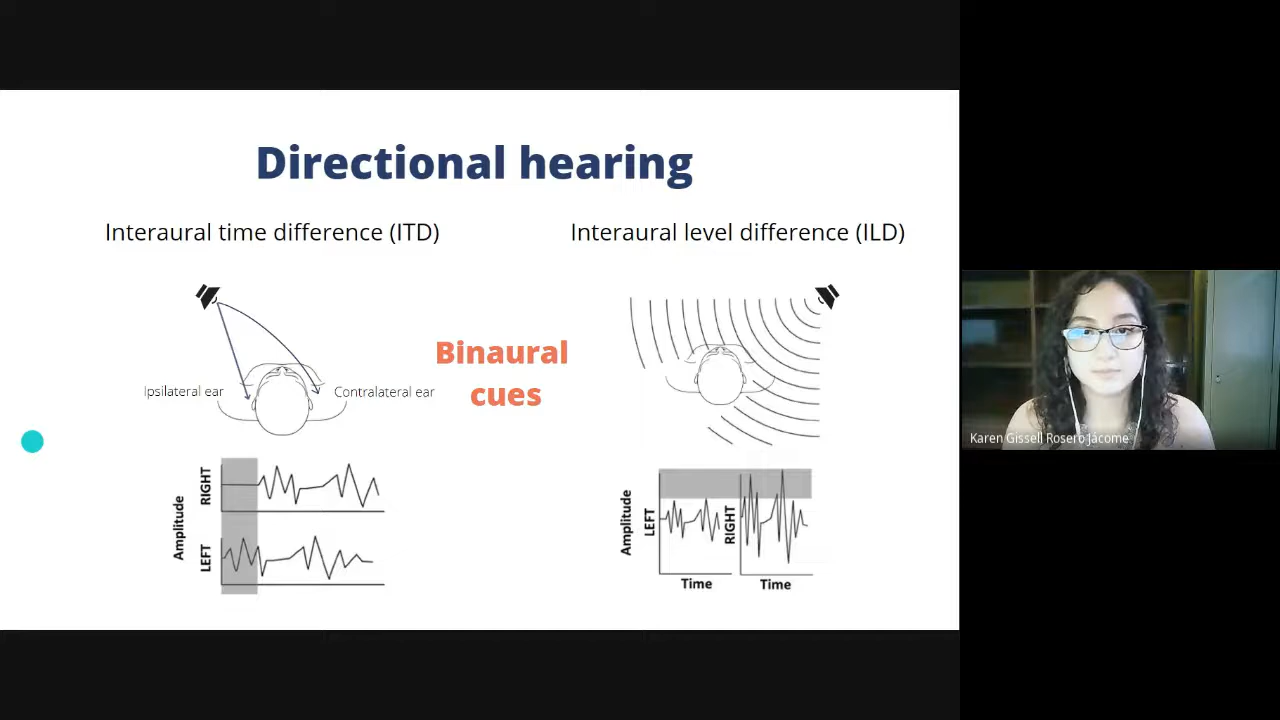 Directional hearing
Interaural time difference (ITD)
Interaural level difference (ILD)
Binaural
cues
Ipsilateral ear
Contralateral ear
Amplitude
RIGHT
LEFT
Amplitude
LEFT
RIGHT
Time
Time
Karen Gissell Rosero Jácome